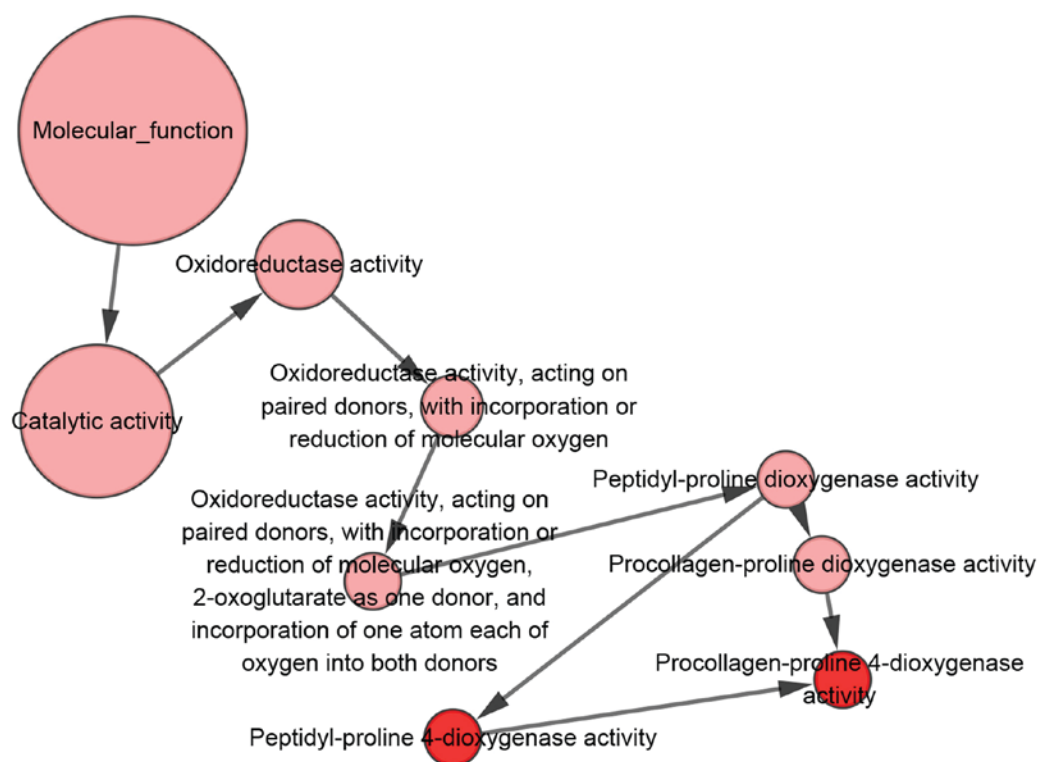 Molecular_function
Oxidoreductase activity
Catalytic activity
Oxidoreductase activity, acting on
paired donors, with incorporation or
reduction of molecular oxygen
Oxidoreductase activity, acting on
paired donors, with incorporation or
reduction of molecular oxygen,
2-oxoglutarate as one donor, and
incorporation of one atom each of
oxygen into both donors
Peptidyl-proline dioxygenase activity
Procollagen-proline dioxygenase activity
Procollagen-proline 4-dioxygenase
activity
Peptidyl-proline 4-dioxygenase activity